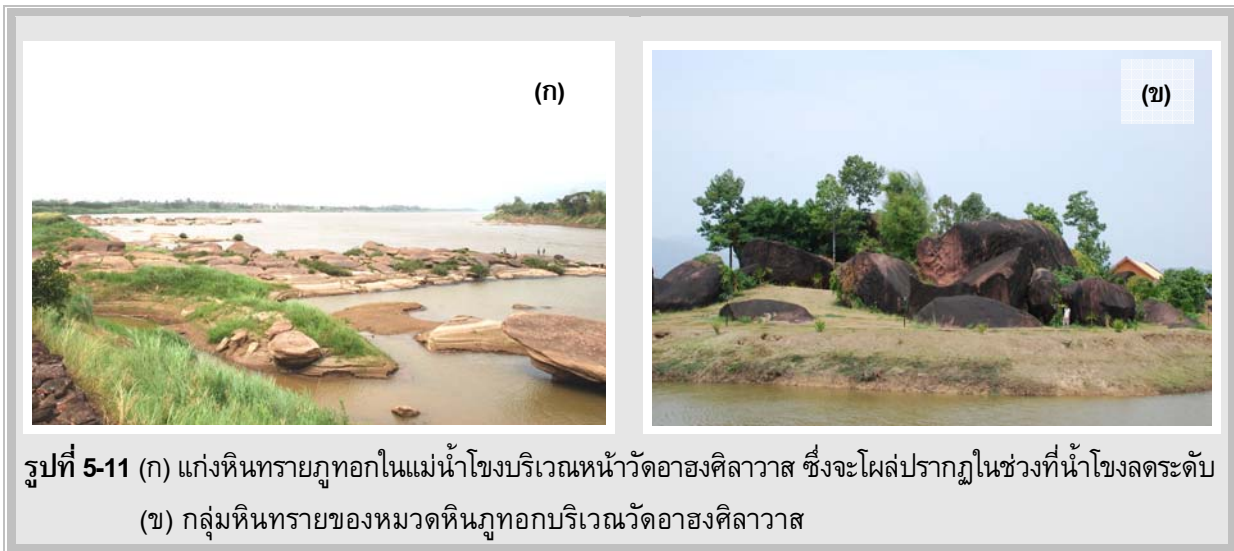 (ก)
(ข)
รูปที่ 5-11 (ก) แก่งหินทรายภูทอกในแม่น้ำโขงบริเวณหน้าวัดอาฮงศิลาวาส ซึ่งจะโผล่ปรากฏในช่วงที่น้ำโขงลดระดับ
(ข) กลุ่มหินทรายของหมวดหินภูทอกบริเวณวัดอาฮงศิลาวาส